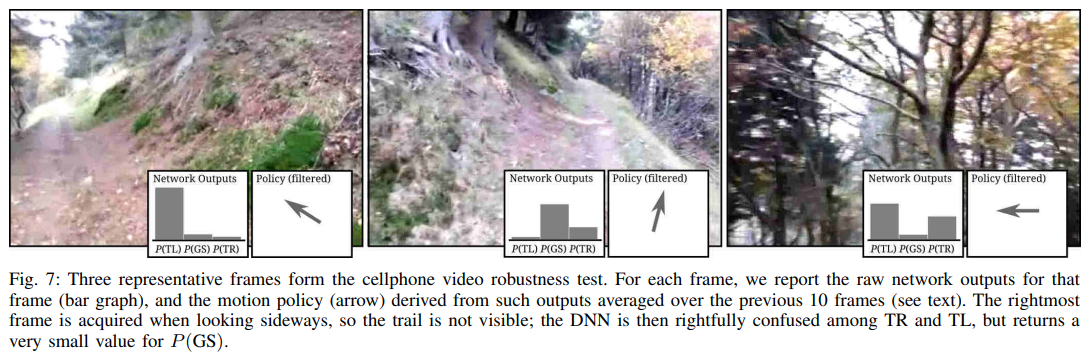 Network Outputs
P(TL) P(GS) P(TR)
Policy (filtered)
Network Outputs
P(TL) P(GS) P(TR)
Policy (filtered)
Network Outputs
P(TL) P(GS) P(TR)
Policy (filtered)
Fig. 7: Three representative frames form the cellphone video robustness test. For each frame, we report the raw network outputs for that
frame (bar graph), and the motion policy (arrow) derived from such outputs averaged over the previous 10 frames (see text). The rightmost
frame is acquired when looking sideways, so the trail is not visible; the DNN is then rightfully confused among TR and TL, but returns a
very small value for P(GS).